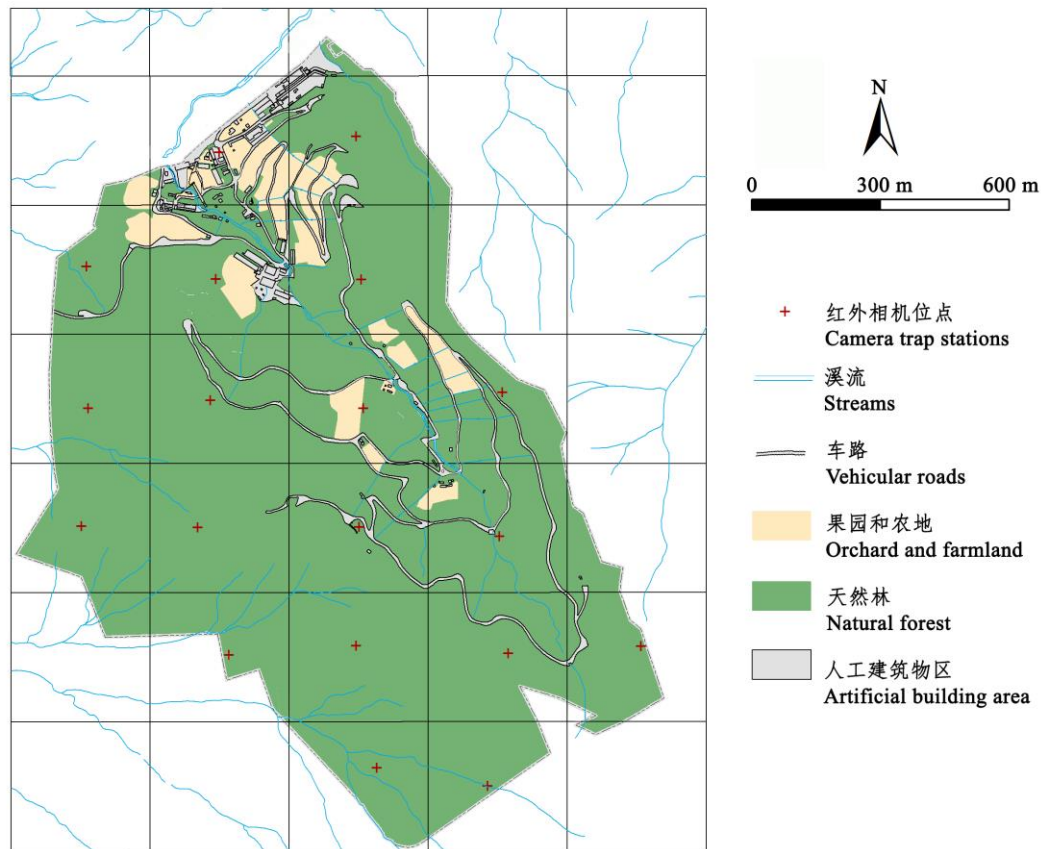 N
0 300 m 600 m
红外相机位点
Camera trap stations
溪流
Streams
车路
Vehicular roads
果园和农地
Orchard and farmland
天然林
Natural forest
人工建筑物区
Artificial building area